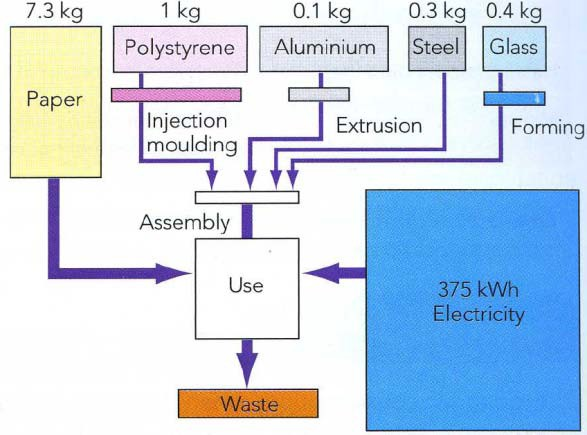 7.3 kg 1 kg 0.1 kg 0.3 kg 0.4 kg
Paper
Polystyrene
Aluminium
Steel
Glass
Injection
moulding
Extrusion
Forming
Assembly
Use
375 kWh
Electricity
Waste